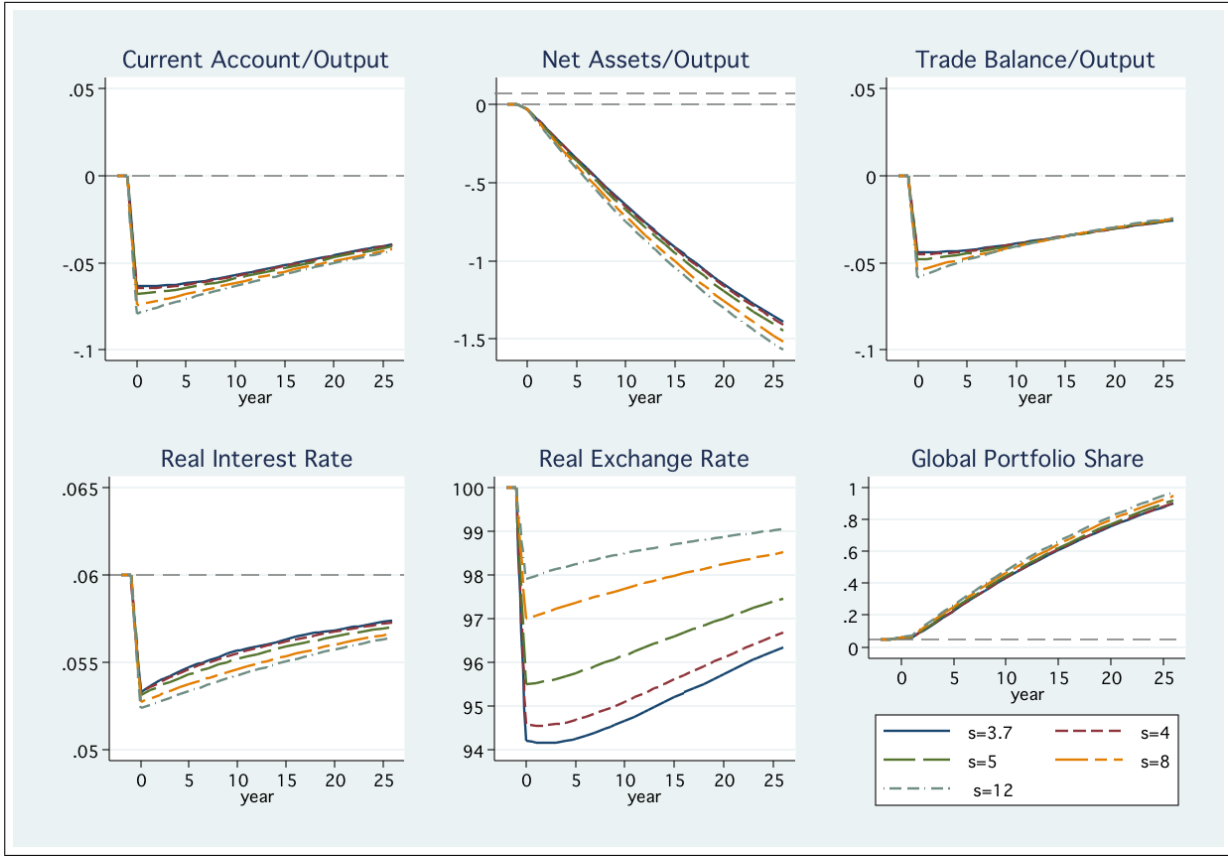 Current Account/Output
.05
0
-.05
-.1
0 5 10 15 20 25
year
Net Assets/Output
0
-.5
-1
-1.5
0 5 10 15 20 25
year
Trade Balance/Output
.05
0
-.05
-.1
0 5 10 15 20 25
year
Real Interest Rate
.065
.06
.055
.05
0 5 10 15 20 25
year
Real Exchange Rate
100
99
98
97
96
95
94
0 5 10 15 20 25
year
Global Portfolio Share
1
.8
.6
.4
.2
0
0 5 10 15 20 25
year
s=3.7 s=4
s=5 s=8
s=12